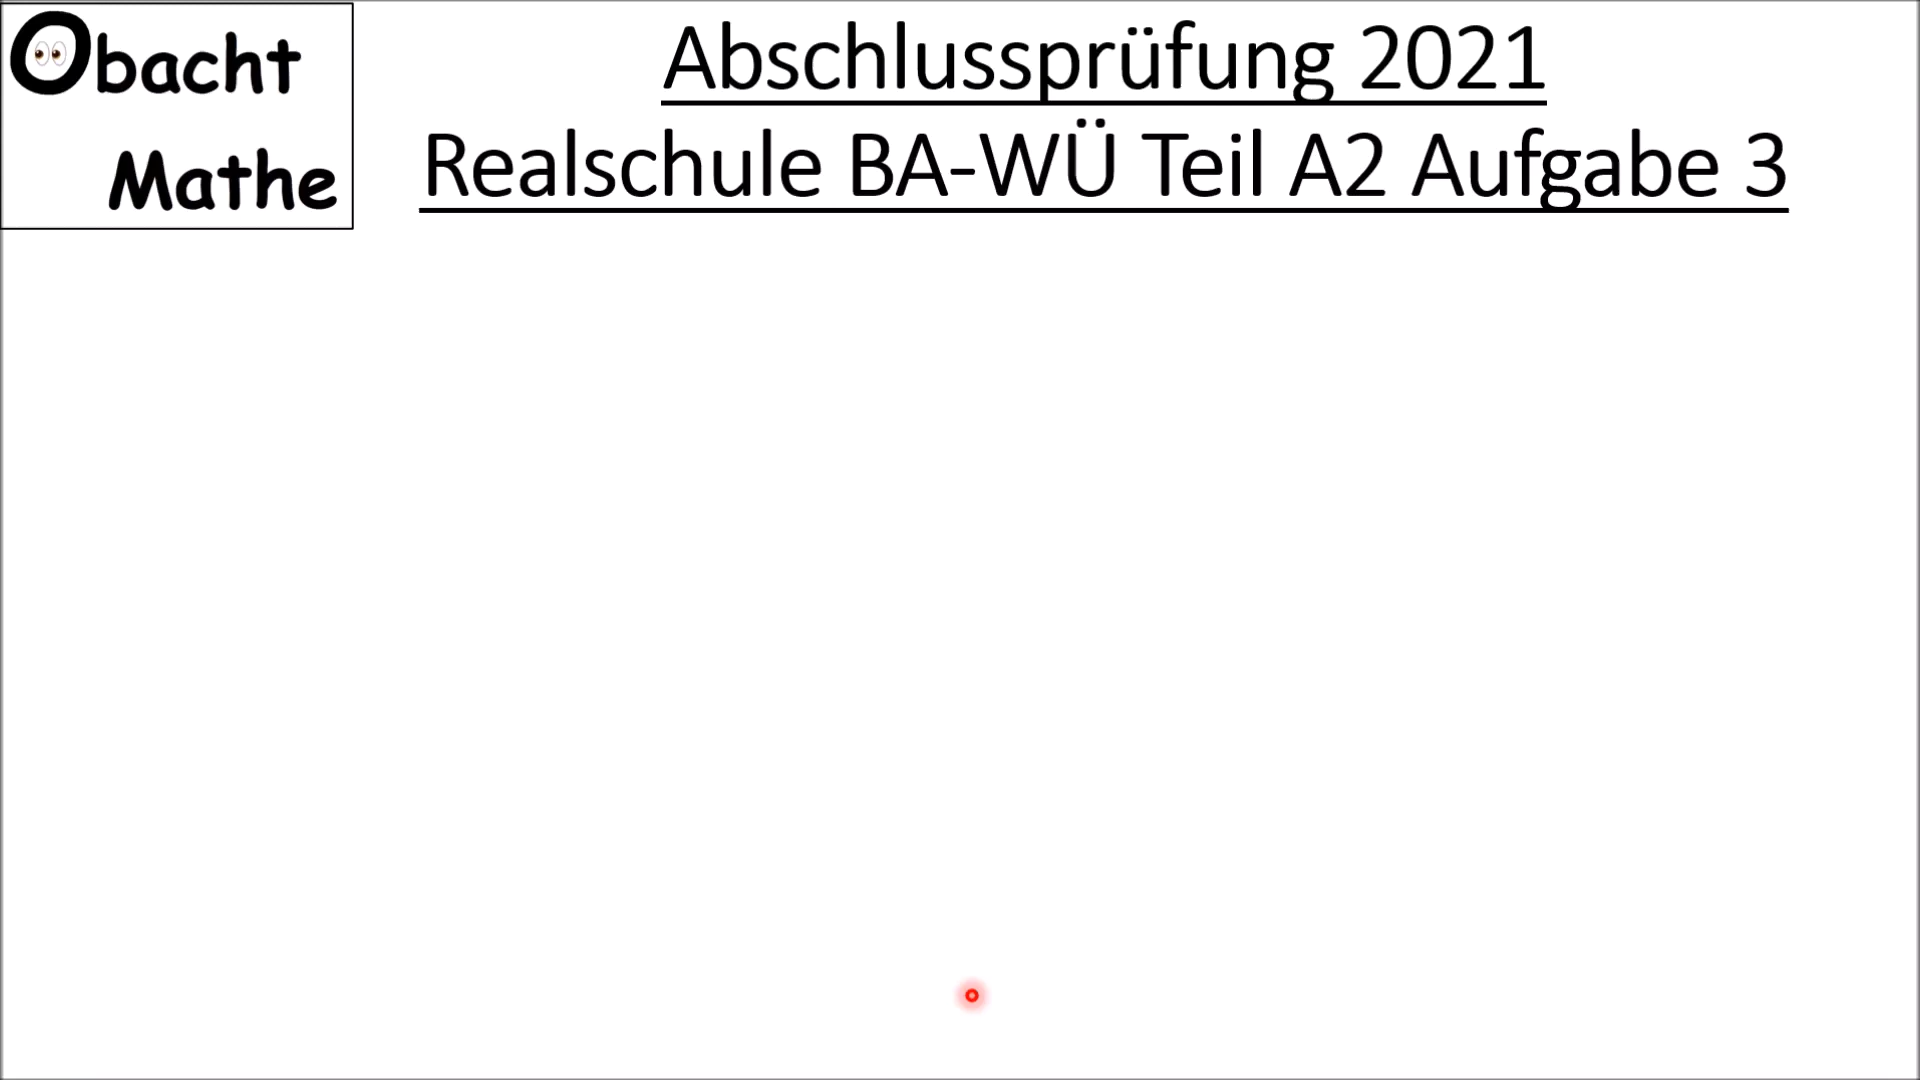 Obacht
Mathe
Abschlussprüfung 2021
Realschule BA-WÜ Teil A2 Aufgabe 3